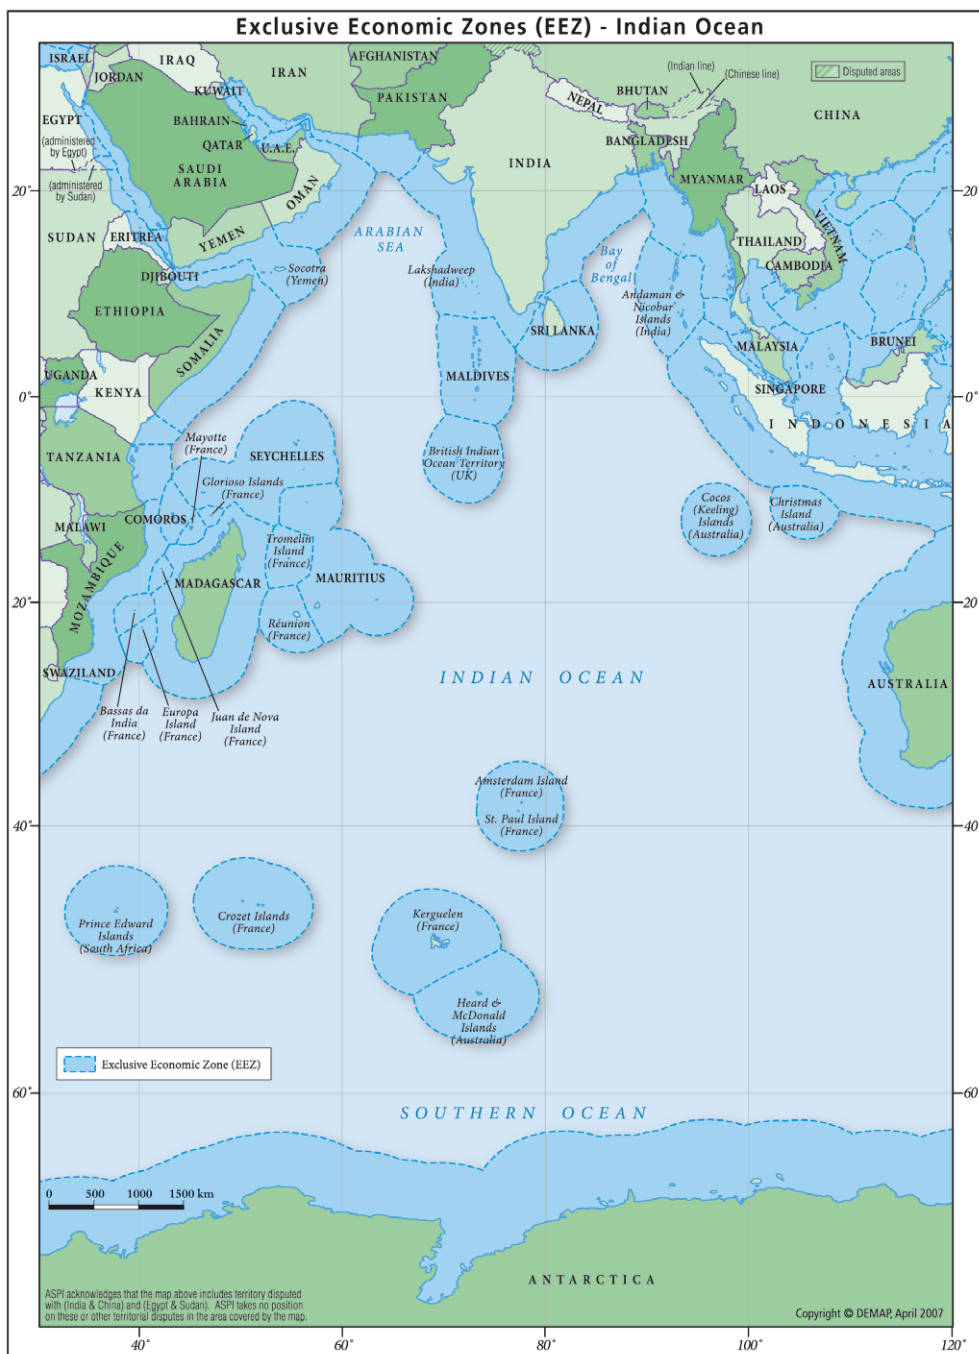 Exclusive Economic Zones (EEZ) - Indian Ocean
ISRAEL
JORDAN
IRAQ
KUWAIT
IRAN
AFGHANISTAN
PAKISTAN
(Indian line)
(Chinese line)
Disputed areas
NEPAL
BHUTAN
CHINA
EGYPT
(administered
by Egypt)
(administered
by Sudan)
BAHRAIN
QATAR
U.A.E.
SAUDI
ARABIA
OMAN
INDIA
BANGLADESH
MYANMAR
LAOS
VIETNAM
20°
20°
SUDAN
ERITREA
YEMEN
ARABIAN
SEA
THAILAND
CAMBODIA
DJIBOUTI
Socotra
(Yemen)
Lakshadweep
(India)
Bay
of
Bengal
Andaman &
Nicobar
Islands
(India)
ETHIOPIA
SOMALIA
SRI LANKA
MALAYSIA
BRUNEI
UGANDA
KENYA
MALDIVES
SINGAPORE
0°
0°
INDONESIA
TANZANIA
Mayotte
(France)
SEYCHELLES
Glorioso Islands
(France)
British Indian
Ocean Territory
(UK)
MALAWI
COMOROS
Cocos
(Keeling)
Islands
(Australia)
Christmas
Island
(Australia)
MOZAMBIQUE
MADAGASCAR
Tromelin
Island
(France)
MAURITIUS
20°
20°
Réunion
(France)
SWAZILAND
INDIAN OCEAN
AUSTRALIA
Bassas da
India
(France)
Europa
Island
(France)
Juan de Nova
Island
(France)
Amsterdam Island
(France)
St. Paul Island
(France)
40°
40°
Prince Edward
Islands
(South Africa)
Crozet Islands
(France)
Kerguelen
(France)
Heard &
McDonald
Islands
(Australia)
Exclusive Economic Zone (EEZ)
60°
60°
SOUTHERN OCEAN
0 500 1000 1500 km
ANTARCTICA
ASPI acknowledges that the map above includes territory disputed
with (India & China) and (Egypt & Sudan). ASPI takes no position
on these or other territorial disputes in the area covered by the map.
Copyright © DEMAP, April 2007
40° 60° 80° 100° 120°